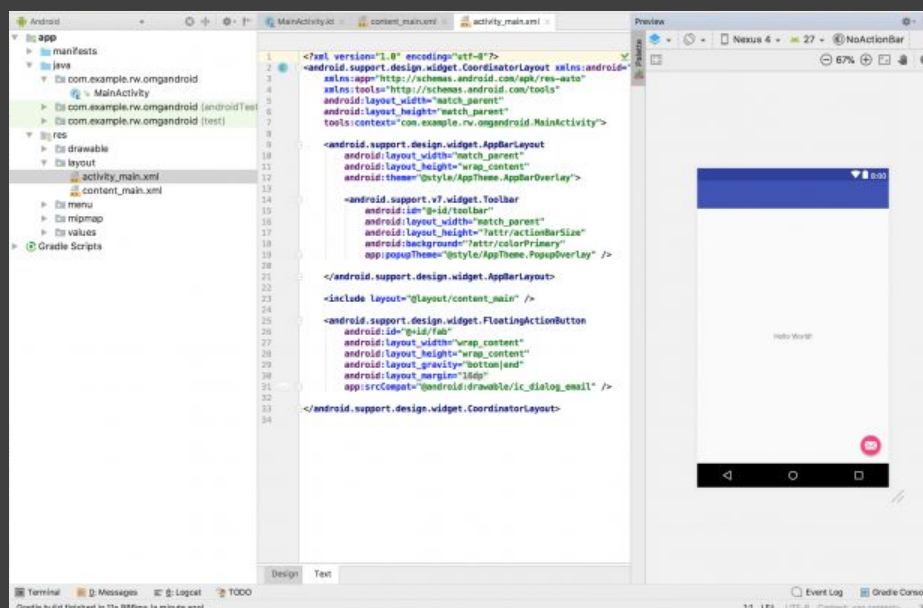 Android
MainActivity.kt
content_main.xml
activity_main.xml
Preview
app
manifests
java
com.example.rw.omgandroid
MainActivity
com.example.rw.omgandroid (androidTest
com.example.rw.omgandroid (test)
res
drawable
layout
activity_main.xml
content_main.xml
menu
mipmap
values
Gradle Scripts
1 <?xml version="1.0" encoding="utf-8"?>
2 <android.support.design.widget.CoordinatorLayout xmlns:android="
3 xmlns:app="http://schemas.android.com/apk/res-auto"
4 xmlns:tools="http://schemas.android.com/tools"
5 android:layout_width="match_parent"
6 android:layout_height="match_parent"
7 tools:context="com.example.rw.omgandroid.MainActivity">
8
9 <android.support.design.widget.AppBarLayout
10 android:layout_width="match_parent"
11 android:layout_height="wrap_content"
12 android:theme="@style/AppTheme.AppBarOverlay">
13
14 <android.support.v7.widget.Toolbar
15 android:id="@+id/toolbar"
16 android:layout_width="match_parent"
17 android:layout_height="?attr/actionBarSize"
18 android:background="?attr/colorPrimary"
19 app:popupTheme="@style/AppTheme.PopupOverlay" />
20
21 </android.support.design.widget.AppBarLayout>
22
23 <include layout="@layout/content_main" />
24
25 <android.support.design.widget.FloatingActionButton
26 android:id="@+id/fab"
27 android:layout_width="wrap_content"
28 android:layout_height="wrap_content"
29 android:layout_gravity="bottom|end"
30 android:layout_margin="16dp"
31 app:srcCompat="@android:drawable/ic_dialog_email" />
32
33 </android.support.design.widget.CoordinatorLayout>
34
Palette
Nexus 4
27
NoActionBar
67%
8:00
Hello World!
Design
Text
Terminal
0: Messages
6: Logcat
TODO
Event Log
Gradle Conso
Gradle build finished in